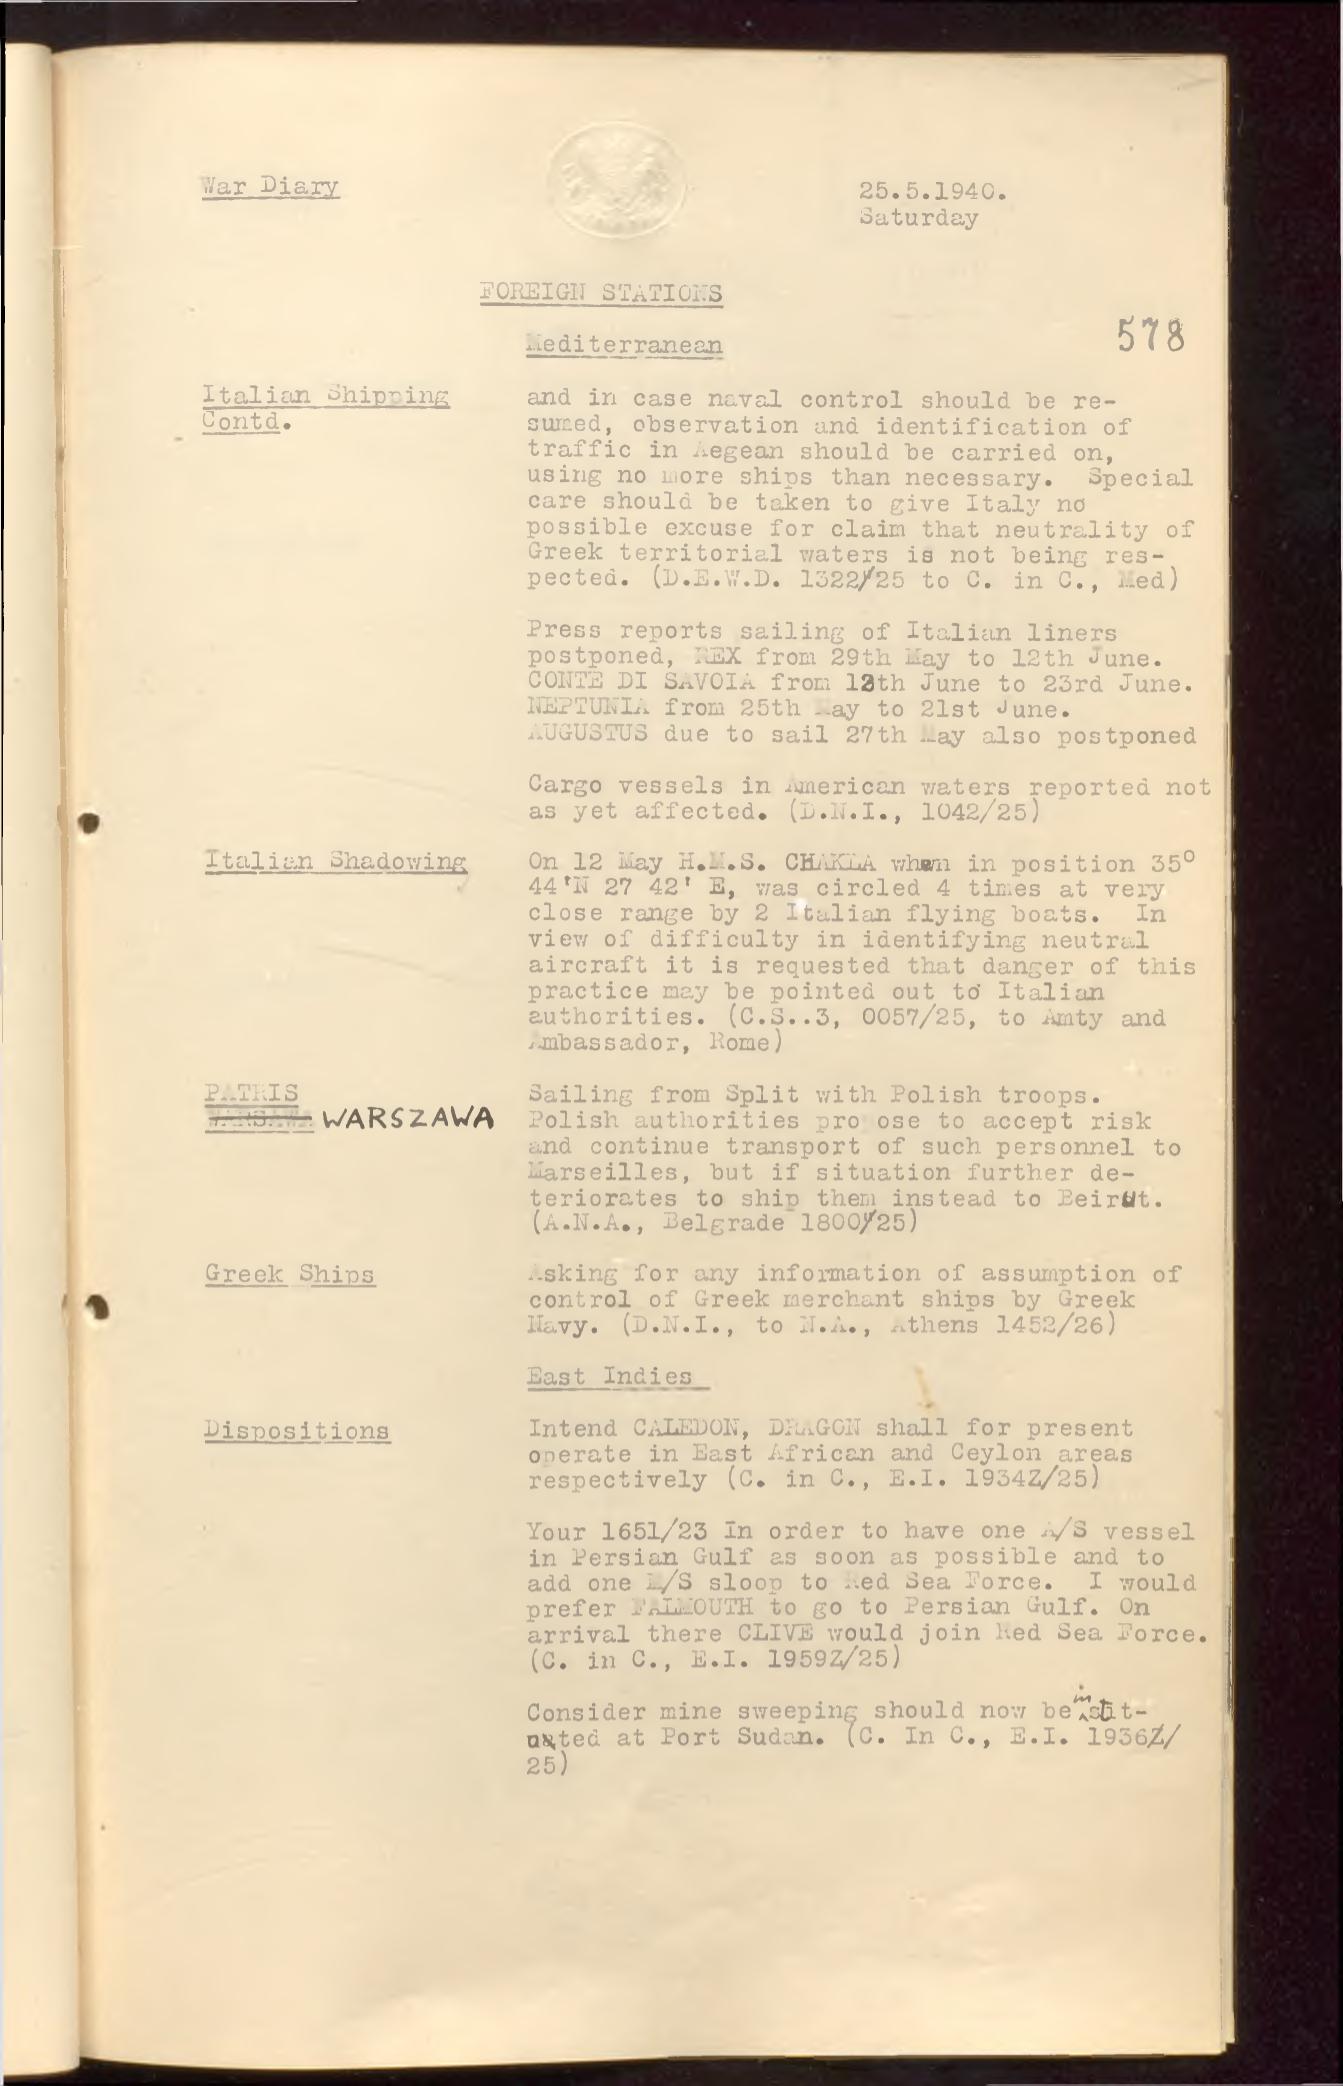 War Diary
25.5.1940.
Saturday
FOREIGN STATIONS
578
Mediterranean
Italian Shipping
Contd.
and in case naval control should be re-
sumed, observation and identification of
traffic in Aegean should be carried on,
using no more ships than necessary. Special
care should be taken to give Italy no
possible excuse for claim that neutrality of
Greek territorial waters is not being res-
pected. (D.E.W.D. 1322/25 to C. in C., Med)
Press reports sailing of Italian liners
postponed, REX from 29th May to 12th June.
CONTE DI SAVOIA from 12th June to 23rd June.
NEPTUNIA from 25th May to 21st June.
AUGUSTUS due to sail 27th May also postponed
Cargo vessels in American waters reported not
as yet affected. (D.N.I., 1042/25)
Italian Shadowing
On 12 May H.M.S. CHAKLA when in position 35°
44'N 27 42' E, was circled 4 times at very
close range by 2 Italian flying boats. In
view of difficulty in identifying neutral
aircraft it is requested that danger of this
practice may be pointed out to Italian
authorities. (C.S..3, 0057/25, to Amty and
Ambassador, Rome)
PATRIS
WARSAWA WARSZAWA
Sailing from Split with Polish troops.
Polish authorities pro ose to accept risk
and continue transport of such personnel to
Marseilles, but if situation further de-
teriorates to ship them instead to Beirut.
(A.N.A., Belgrade 1800/25)
Greek Ships
Asking for any information of assumption of
control of Greek merchant ships by Greek
Navy. (D.N.I., to N.A., Athens 1452/26)
East Indies
Dispositions
Intend CALEDON, DRAGON shall for present
operate in East African and Ceylon areas
respectively (C. in C., E.I. 1934Z/25)
Your 1651/23 In order to have one A/S vessel
in Persian Gulf as soon as possible and to
add one M/S sloop to Red Sea Force. I would
prefer FALMOUTH to go to Persian Gulf. On
arrival there CLIVE would join Red Sea Force.
(C. in C., E.I. 1959Z/25)
Consider mine sweeping should now be instit-
uted at Port Sudan. (C. In C., E.I. 1936Z/
25)